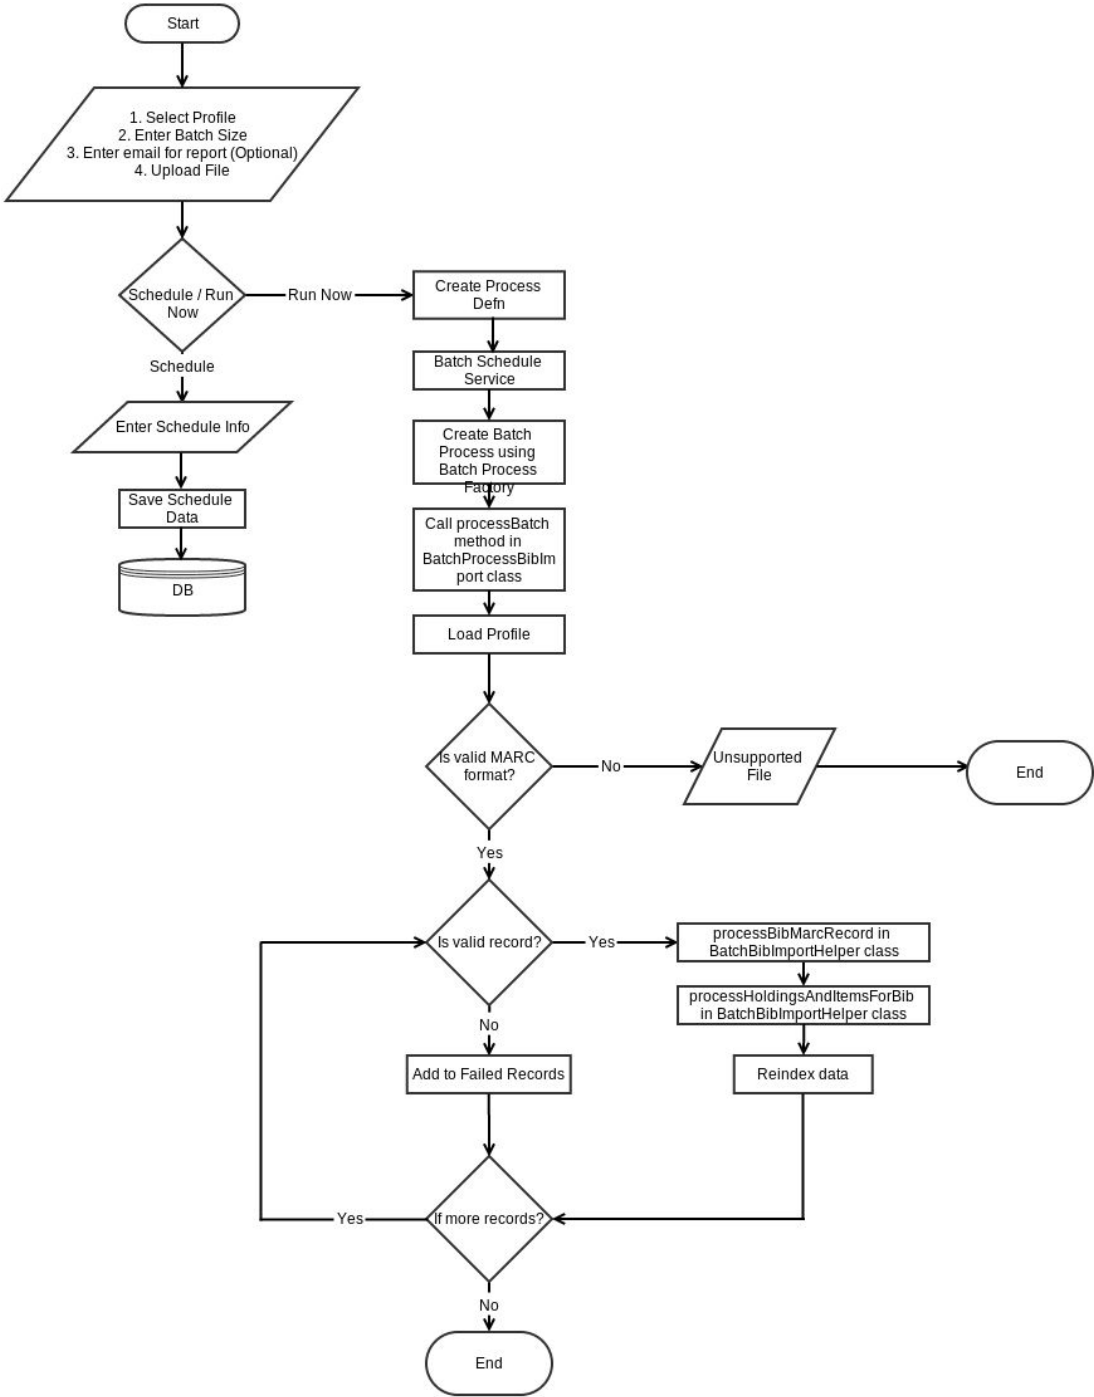 Start
1. Select Profile
2. Enter Batch Size
3. Enter email for report (Optional)
4. Upload File
Schedule / Run
Now
Run Now
Create Process
Defn
Schedule
Batch Schedule
Service
Enter Schedule Info
Create Batch
Process using
Batch Process
Factory
Save Schedule
Data
Call processBatch
method in
BatchProcessBibIm
port class
DB
Load Profile
Is valid MARC
format?
No
Unsupported
File
End
Yes
Is valid record?
Yes
processBibMarcRecord in
BatchBibImportHelper class
processHoldingsAndItemsForBib
in BatchBibImportHelper class
No
Add to Failed Records
Reindex data
If more records?
Yes
No
End